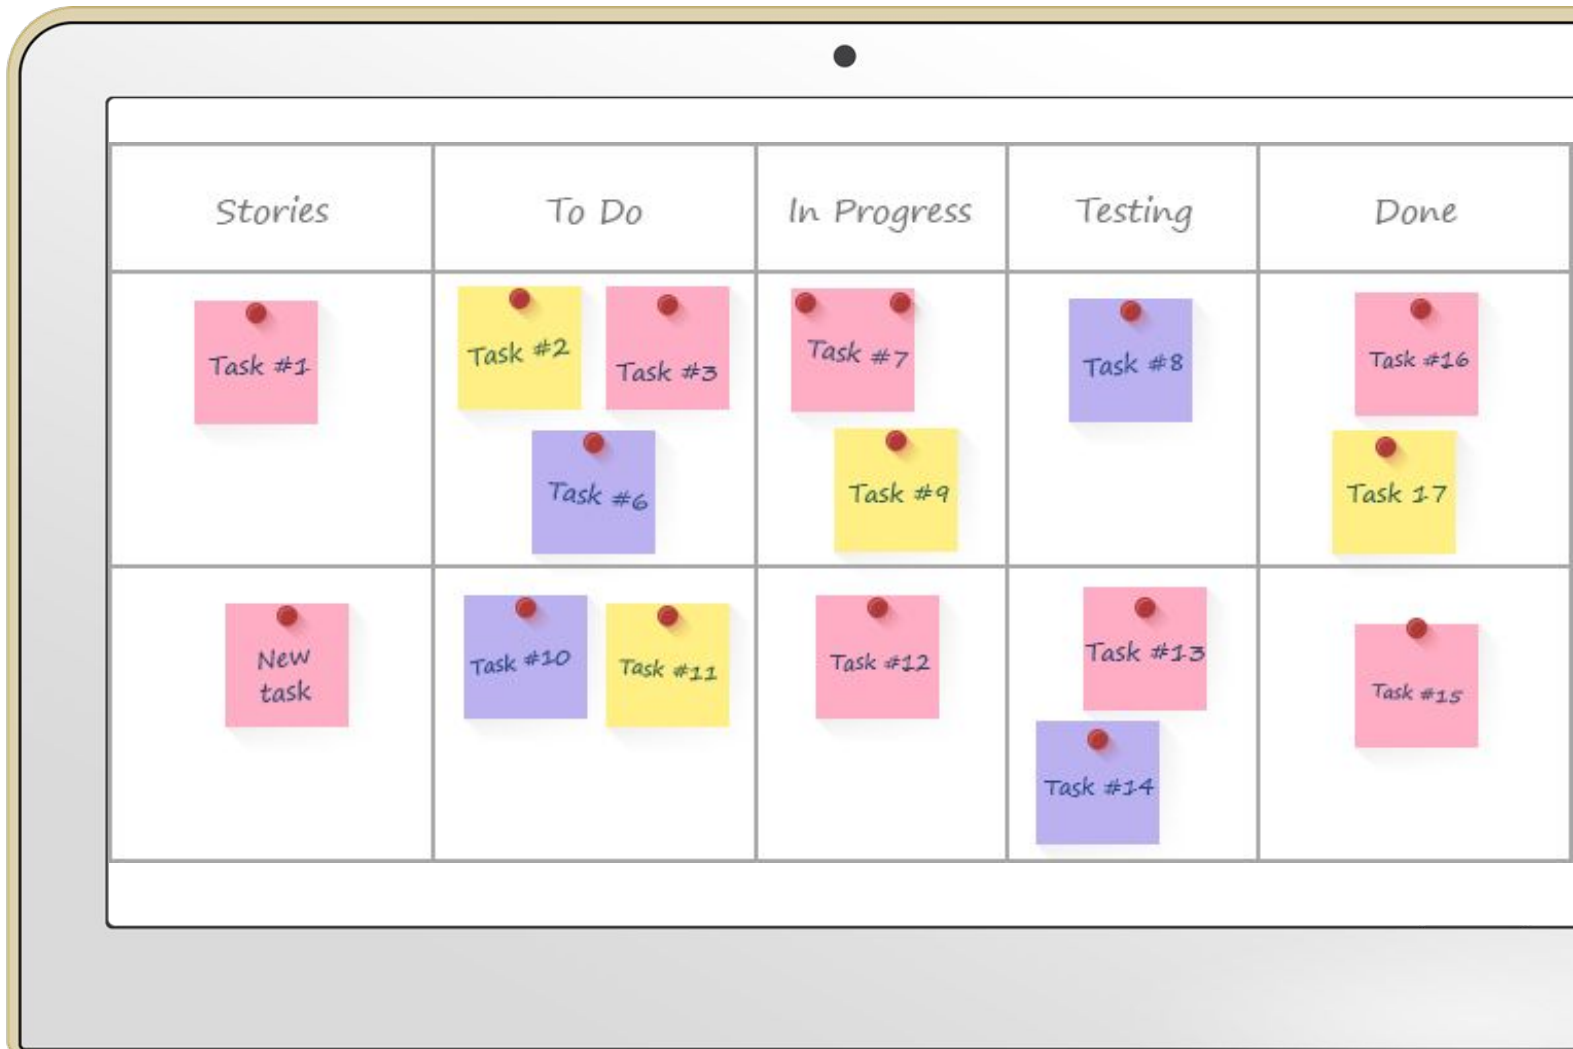 Stories
To Do
In Progress
Testing
Done
Task #1
Task #2
Task #3
Task #6
Task #7
Task #9
Task #8
Task #16
Task 17
New
task
Task #10
Task #11
Task #12
Task #13
Task #14
Task #15